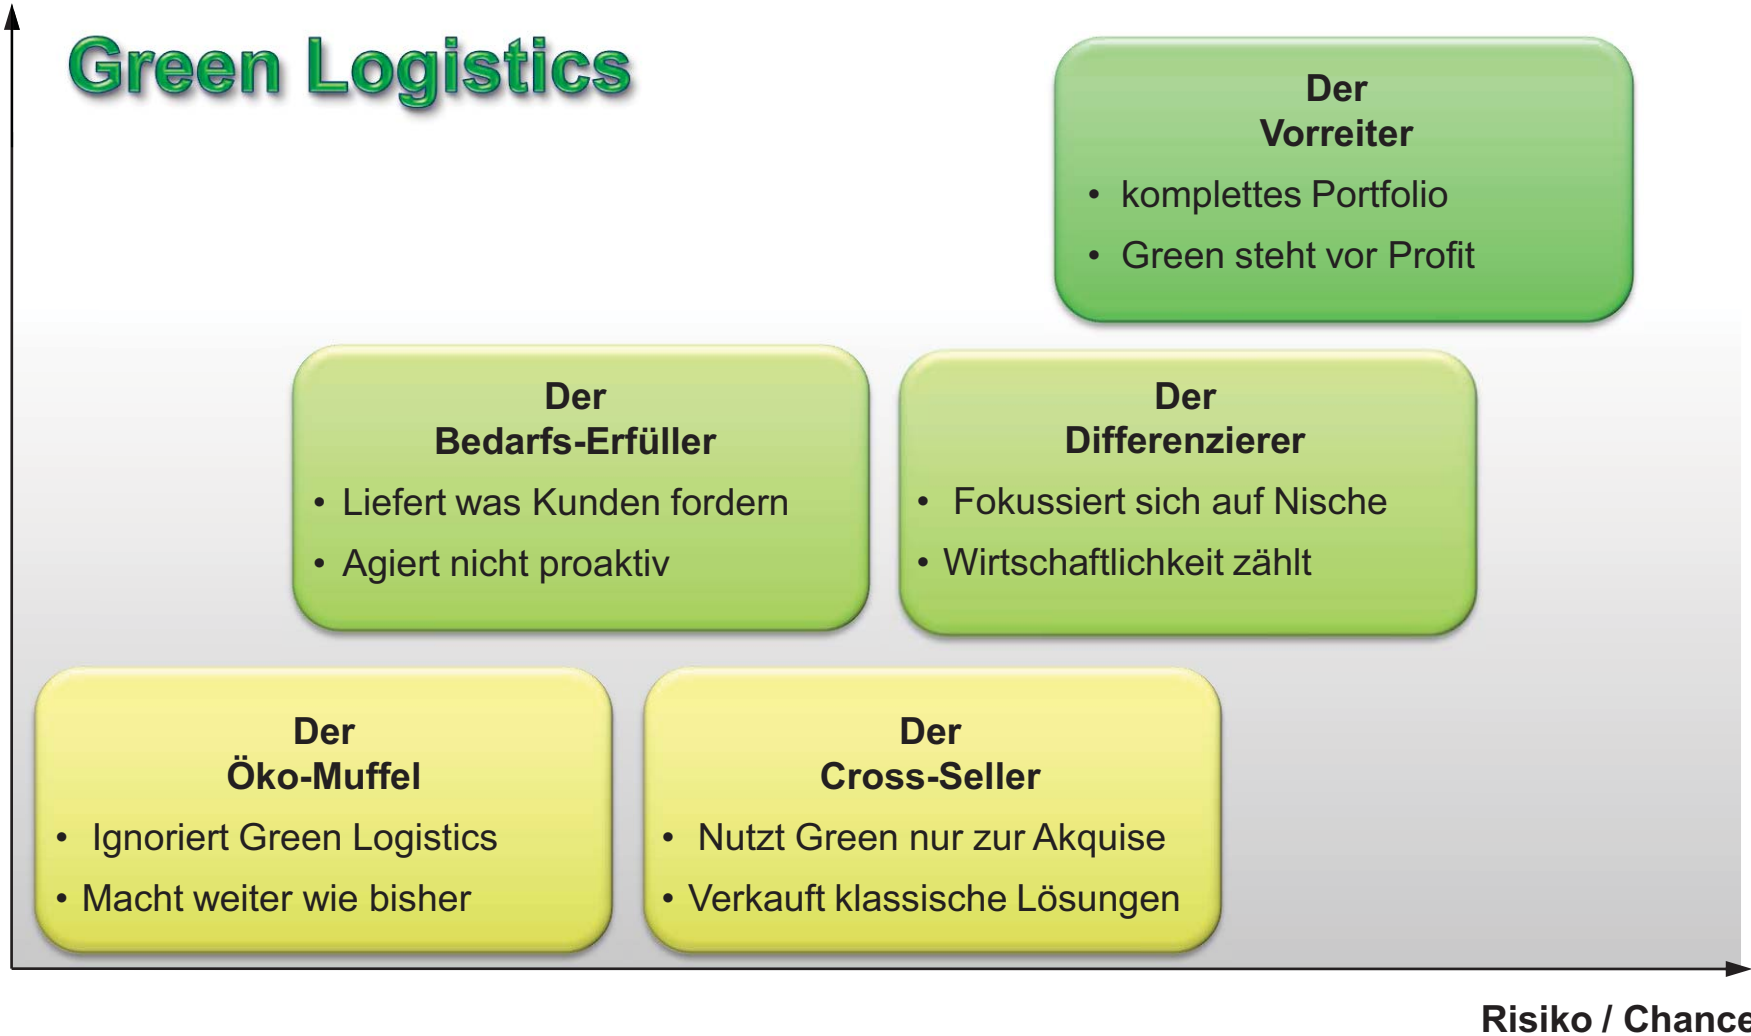 Green Logistics
Der
Vorreiter
• komplettes Portfolio
• Green steht vor Profit
Der
Bedarfs-Erfüller
• Liefert was Kunden fordern
• Agiert nicht proaktiv
Der
Differenzierer
• Fokussiert sich auf Nische
• Wirtschaftlichkeit zählt
Der
Öko-Muffel
• Ignoriert Green Logistics
• Macht weiter wie bisher
Der
Cross-Seller
• Nutzt Green nur zur Akquise
• Verkauft klassische Lösungen
Risiko / Chance